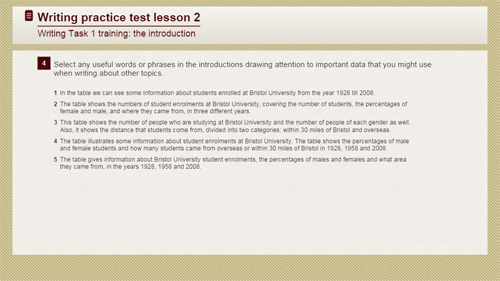 Writing practice test lesson 2
Writing Task 1 training: the introduction
4 Select any useful words or phrases in the introductions drawing attention to important data that you might use
when writing about other topics.
1 In the table we can see some information about students enrolled at Bristol University from the year 1928 till 2008.
2 The table shows the numbers of student enrolments at Bristol University, covering the number of students, the percentages of
female and male, and where they came from, in three different years.
3 This table shows the number of people who are studying at Bristol University and the number of people of each gender as well.
Also, it shows the distance that students come from, divided into two categories: within 30 miles of Bristol and overseas.
4 The table illustrates some information about student enrolments at Bristol University. The table shows the percentages of male
and female students and how many students came from overseas or within 30 miles of Bristol in 1928, 1958 and 2008.
5 The table gives information about Bristol University student enrolments, the percentages of males and females and what area
they came from, in the years 1928, 1958 and 2008.